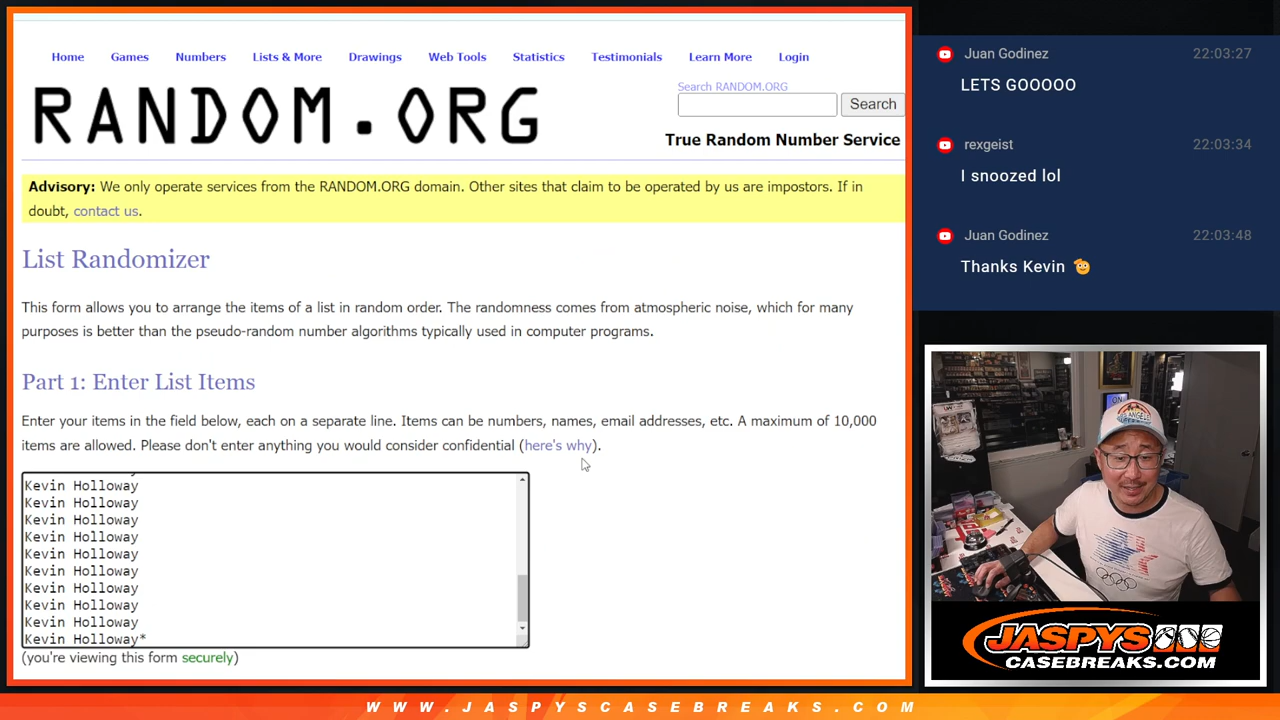 Home Games Numbers Lists & More Drawings Web Tools Statistics Testimonials Learn More Login
RANDOM.ORG
Search RANDOM.ORG
Search
True Random Number Service
Advisory: We only operate services from the RANDOM.ORG domain. Other sites that claim to be operated by us are impostors. If in
doubt, contact us.
List Randomizer
This form allows you to arrange the items of a list in random order. The randomness comes from atmospheric noise, which for many
purposes is better than the pseudo-random number algorithms typically used in computer programs.
Part 1: Enter List Items
Enter your items in the field below, each on a separate line. Items can be numbers, names, email addresses, etc. A maximum of 10,000
items are allowed. Please don't enter anything you would consider confidential (here's why).
Kevin Holloway
Kevin Holloway
Kevin Holloway
Kevin Holloway
Kevin Holloway
Kevin Holloway
Kevin Holloway
Kevin Holloway
Kevin Holloway
Kevin Holloway*
(you're viewing this form securely)
Juan Godinez 22:03:27
LETS GOOOOO
rexgeist 22:03:34
I snoozed lol
Juan Godinez 22:03:48
Thanks Kevin
JASPYS
CASEBREAKS.COM
WWW.JASPYSCASEBREAKS.COM